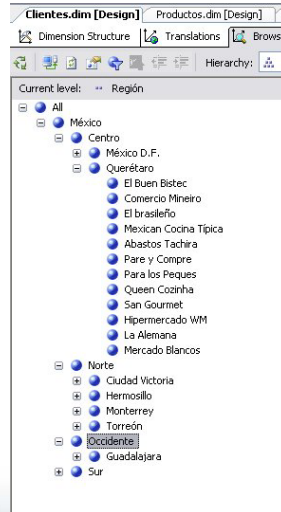 Clientes.dim [Design] Productos.dim [Design]
Dimension Structure Translations Brows
Hierarchy:
Current level: Región
All
México
Centro
México D.F.
Querétaro
El Buen Bistec
Comercio Mineiro
El brasileño
Mexican Cocina Típica
Abastos Tachira
Pare y Compre
Para los Peques
Queen Cozinha
San Gourmet
Hipermercado WM
La Alemana
Mercado Blancos
Norte
Ciudad Victoria
Hermosillo
Monterrey
Torreón
Occidente
Guadalajara
Sur